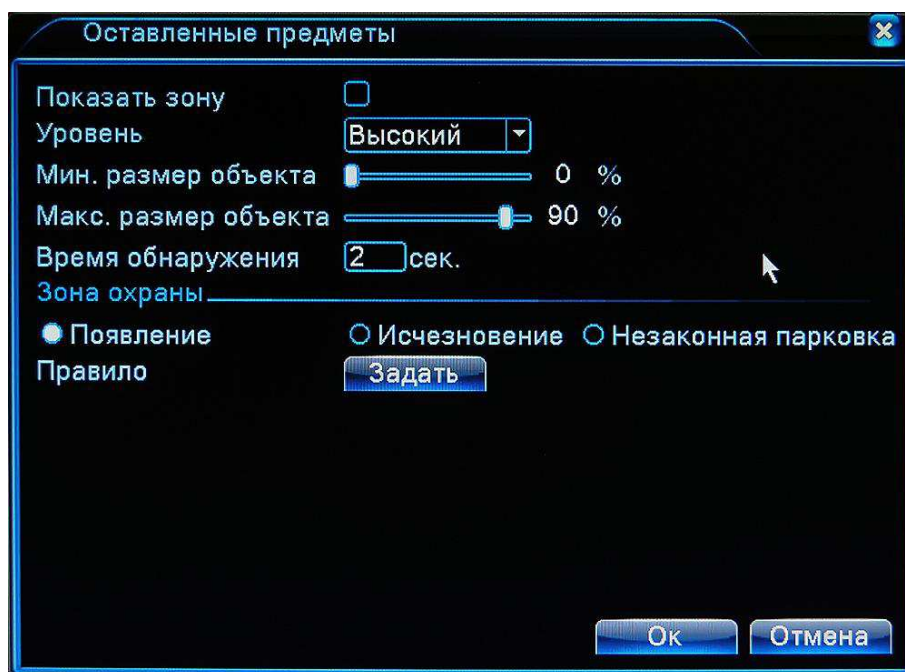 Оставленные предметы
Показать зону
Уровень Высокий
Мин. размер объекта 0 %
Макс. размер объекта 90 %
Время обнаружения 2 сек.
Зона охраны
Появление Исчезновение Незаконная парковка
Правило Задать
Ок Отмена